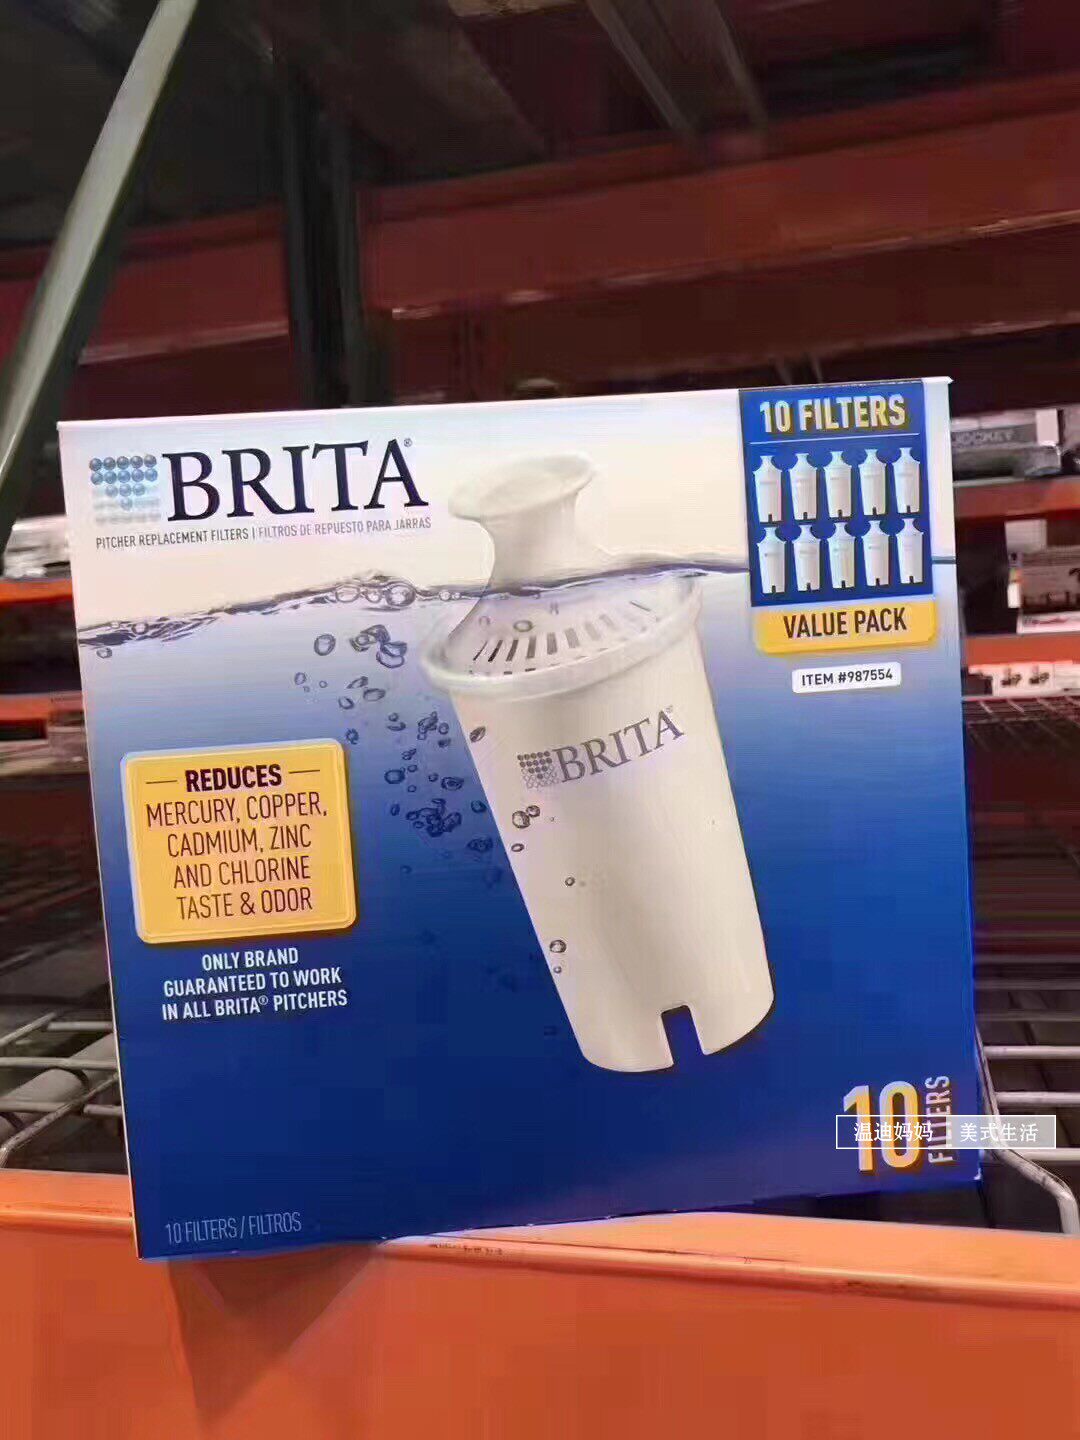 BRITA®
PITCHER REPLACEMENT FILTERS | FILTROS DE REPUESTO PARA JARRAS
10 FILTERS
VALUE PACK
ITEM #987554
BRITA
REDUCES
MERCURY, COPPER,
CADMIUM, ZINC
AND CHLORINE
TASTE & ODOR
ONLY BRAND
GUARANTEED TO WORK
IN ALL BRITA® PITCHERS
10 FILTERS
温迪妈妈 美式生活
10 FILTERS / FILTROS